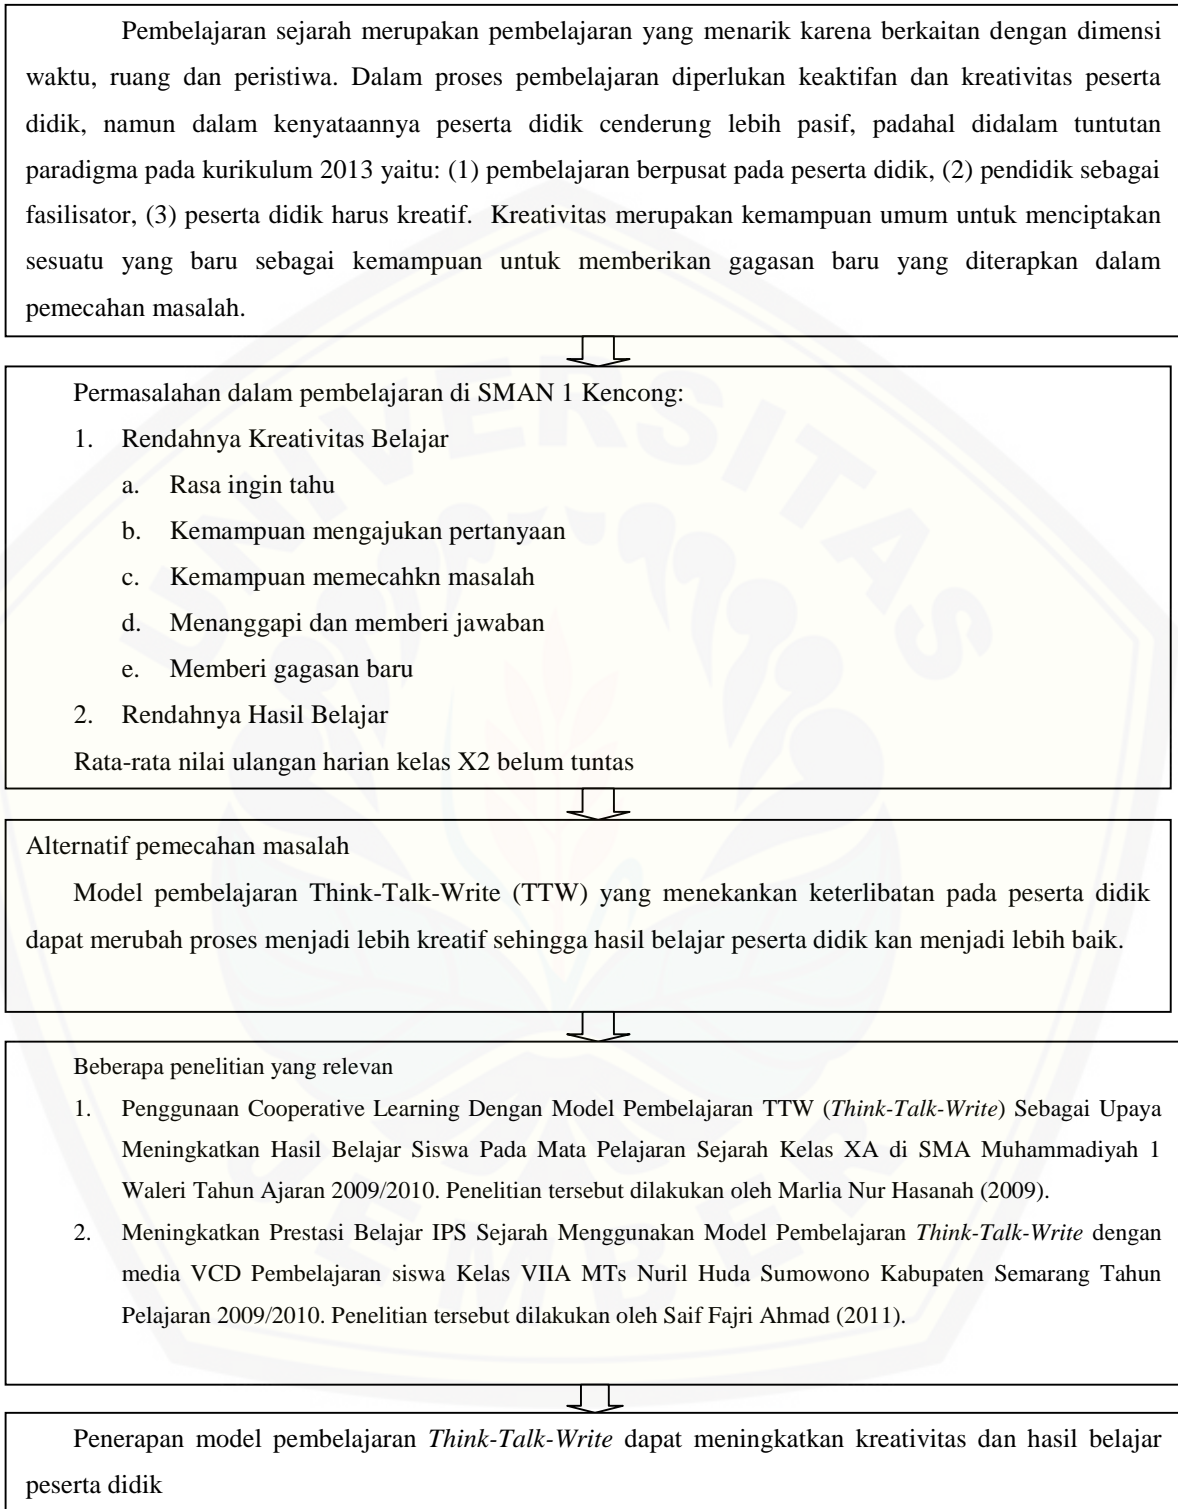 Pembelajaran sejarah merupakan pembelajaran yang menarik karena berkaitan dengan dimensi
waktu, ruang dan peristiwa. Dalam proses pembelajaran diperlukan keaktifan dan kreativitas peserta
didik, namun dalam kenyataannya peserta didik cenderung lebih pasif, padahal didalam tuntutan
paradigma pada kurikulum 2013 yaitu: (1) pembelajaran berpusat pada peserta didik, (2) pendidik sebagai
fasilisator, (3) peserta didik harus kreatif. Kreativitas merupakan kemampuan umum untuk menciptakan
sesuatu yang baru sebagai kemampuan untuk memberikan gagasan baru yang diterapkan dalam
pemecahan masalah.
Permasalahan dalam pembelajaran di SMAN 1 Kencong:
1. Rendahnya Kreativitas Belajar
a. Rasa ingin tahu
b. Kemampuan mengajukan pertanyaan
c. Kemampuan memecahkn masalah
d. Menanggapi dan memberi jawaban
e. Memberi gagasan baru
2. Rendahnya Hasil Belajar
Rata-rata nilai ulangan harian kelas X2 belum tuntas
Alternatif pemecahan masalah
Model pembelajaran Think-Talk-Write (TTW) yang menekankan keterlibatan pada peserta didik
dapat merubah proses menjadi lebih kreatif sehingga hasil belajar peserta didik kan menjadi lebih baik.
Beberapa penelitian yang relevan
1. Penggunaan Cooperative Learning Dengan Model Pembelajaran TTW (Think-Talk-Write) Sebagai Upaya
Meningkatkan Hasil Belajar Siswa Pada Mata Pelajaran Sejarah Kelas XA di SMA Muhammadiyah 1
Waleri Tahun Ajaran 2009/2010. Penelitian tersebut dilakukan oleh Marlia Nur Hasanah (2009).
2. Meningkatkan Prestasi Belajar IPS Sejarah Menggunakan Model Pembelajaran Think-Talk-Write dengan
media VCD Pembelajaran siswa Kelas VIIA MTs Nuril Huda Sumowono Kabupaten Semarang Tahun
Pelajaran 2009/2010. Penelitian tersebut dilakukan oleh Saif Fajri Ahmad (2011).
Penerapan model pembelajaran Think-Talk-Write dapat meningkatkan kreativitas dan hasil belajar
peserta didik
UNIVERSITAS
JEMBER